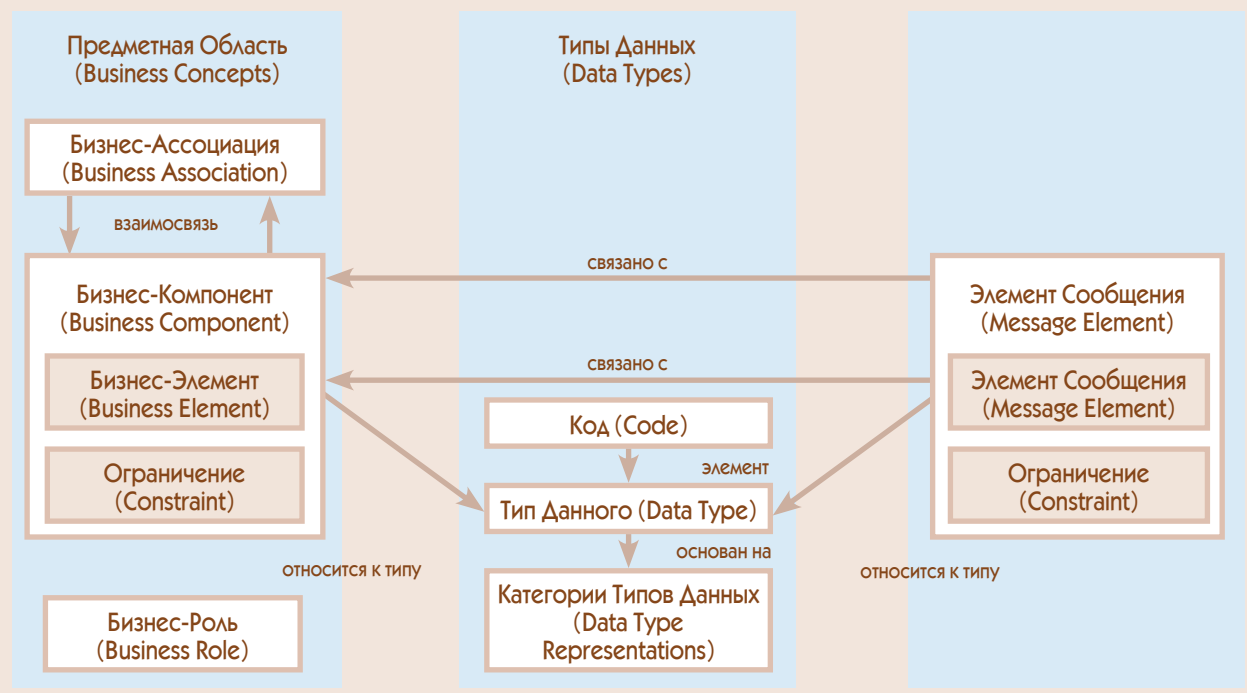 Предметная Область
(Business Concepts)
Типы Данных
(Data Types)
Бизнес-Ассоциация
(Business Association)
взаимосвязь
связано с
Бизнес-Компонент
(Business Component)
Элемент Сообщения
(Message Element)
связано с
Бизнес-Элемент
(Business Element)
Элемент Сообщения
(Message Element)
Код (Code)
элемент
Ограничение
(Constraint)
Ограничение
(Constraint)
Тип Данного (Data Type)
основан на
относится к типу
относится к типу
Категории Типов Данных
(Data Type
Representations)
Бизнес-Роль
(Business Role)